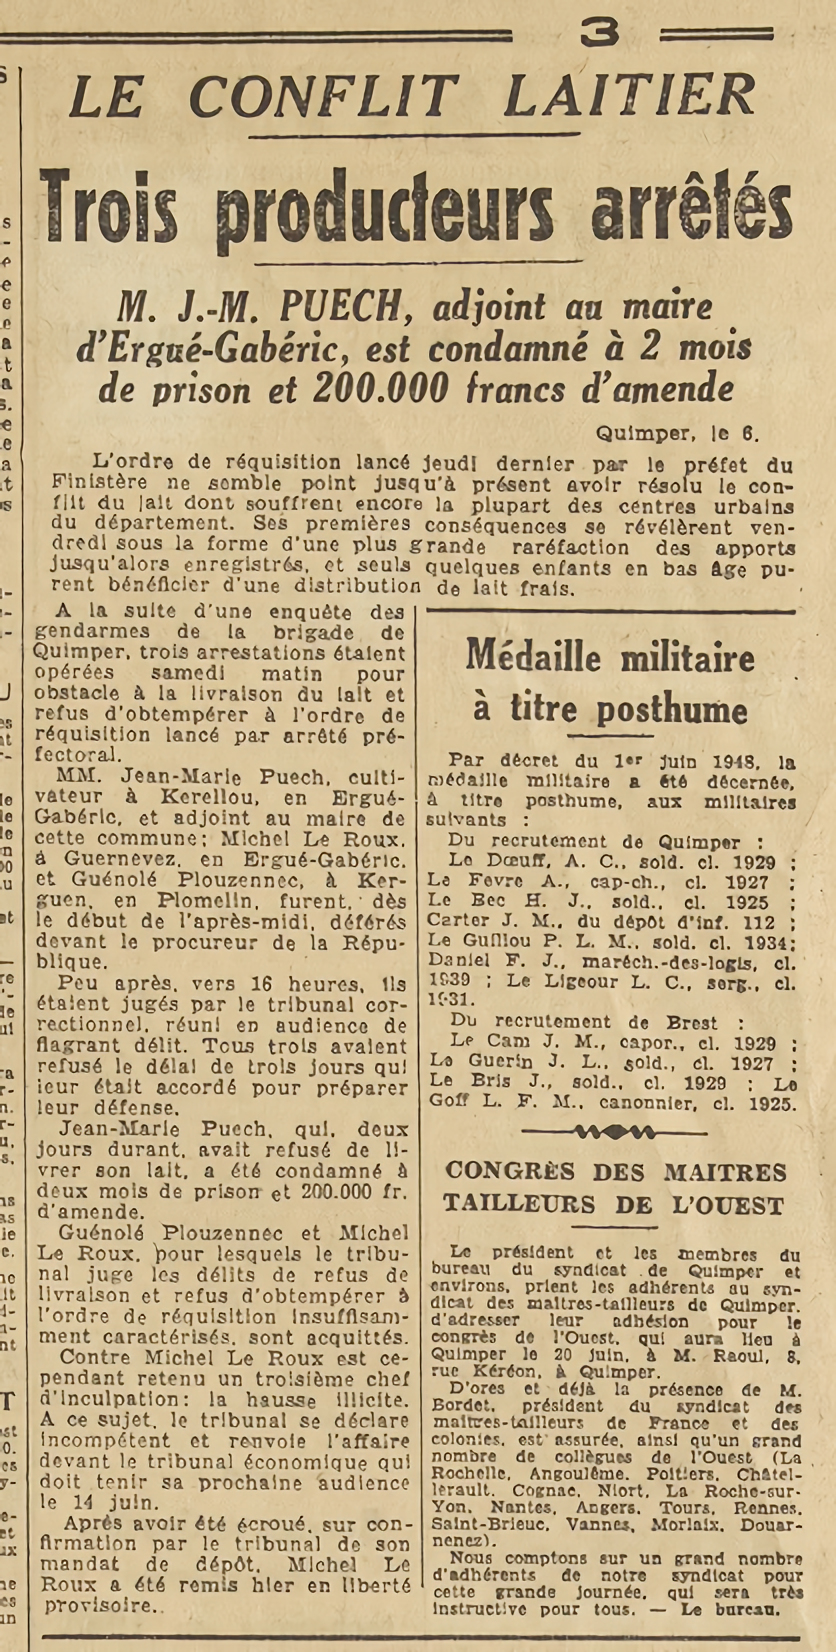 3
LE CONFLIT LAITIER
Trois producteurs arrêtés
M. J.-M. PUECH, adjoint au maire
d'Ergué-Gabéric, est condamné à 2 mois
de prison et 200.000 francs d'amende
Quimper, le 6.
L'ordre de réquisition lancé jeudi dernier par le préfet du
Finistère ne semble point jusqu'à présent avoir résolu le con-
flit du lait dont souffrent encore la plupart des centres urbains
du département. Ses premières conséquences se révélèrent ven-
dredi sous la forme d'une plus grande raréfaction des apports
jusqu'alors enregistrés, et seuls quelques enfants en bas âge pu-
rent bénéficier d'une distribution de lait frais.
A la suite d'une enquête des
gendarmes de la brigade de
Quimper, trois arrestations étaient
opérées samedi matin pour
obstacle à la livraison du lait et
refus d'obtempérer à l'ordre de
réquisition lancé par arrêté pré-
fectoral.
MM. Jean-Marie Puech, culti-
vateur à Kerellou, en Ergué-
Gabéric, et adjoint au maire de
cette commune; Michel Le Roux,
à Guernevez, en Ergué-Gabéric,
et Guénolé Plouzennec, à Ker-
guen, en Plomelin, furent, dès
le début de l'après-midi, déférés
devant le procureur de la Répu-
blique.
Peu après, vers 16 heures, ils
étaient jugés par le tribunal cor-
rectionnel, réuni en audience de
flagrant délit. Tous trois avaient
refusé le délai de trois jours qui
leur était accordé pour préparer
leur défense.
Jean-Marie Puech, qui, deux
jours durant, avait refusé de li-
vrer son lait, a été condamné à
deux mois de prison et 200.000 fr.
d'amende.
Guénolé Plouzennec et Michel
Le Roux, pour lesquels le tribu-
nal juge les délits de refus de
livraison et refus d'obtempérer à
l'ordre de réquisition insuffisam-
ment caractérisés, sont acquittés.
Contre Michel Le Roux est ce-
pendant retenu un troisième chef
d'inculpation: la hausse illicite.
A ce sujet, le tribunal se déclare
incompétent et renvoie l'affaire
devant le tribunal économique qui
doit tenir sa prochaine audience
le 14 juin.
Après avoir été écroué, sur con-
firmation par le tribunal de son
mandat de dépôt, Michel Le
Roux a été remis hier en liberté
provisoire.
Médaille militaire
à titre posthume
Par décret du 1er juin 1948, la
médaille militaire a été décernée,
à titre posthume, aux militaires
suivants :
Du recrutement de Quimper :
Le Dœuff, A. C., sold. cl. 1929 ;
Le Fevre A., cap-ch., cl. 1927 ;
Le Bec H. J., sold., cl. 1925 ;
Carter J. M., du dépôt d'inf. 112 ;
Le Guillou P. L. M., sold. cl. 1934;
Daniel F. J., maréch.-des-logis, cl.
1939 ; Le Ligeour L. C., serg., cl.
1931.
Du recrutement de Brest :
Le Cam J. M., capor., cl. 1929 ;
Le Guerin J. L., sold., cl. 1927 ;
Le Bris J., sold., cl. 1929 ; Le
Goff L. F. M., canonnier, cl. 1925.
CONGRÈS DES MAITRES
TAILLEURS DE L'OUEST
Le président et les membres du
bureau du syndicat de Quimper et
environs, prient les adhérents au syn-
dicat des maîtres-tailleurs de Quimper,
d'adresser leur adhésion pour le
congrès de l'Ouest, qui aura lieu à
Quimper le 20 juin, à M. Raoul, 8,
rue Kéréon, à Quimper.
D'ores et déjà la présence de M.
Bordet, président du syndicat des
maîtres-tailleurs de France et des
colonies, est assurée, ainsi qu'un grand
nombre de collègues de l'Ouest (La
Rochelle, Angoulême, Poitiers, Châtel-
lerault, Cognac, Niort, La Roche-sur-
Yon, Nantes, Angers, Tours, Rennes,
Saint-Brieuc, Vannes, Morlaix, Douar-
nenez).
Nous comptons sur un grand nombre
d'adhérents de notre syndicat pour
cette grande journée, qui sera très
instructive pour tous. — Le bureau.